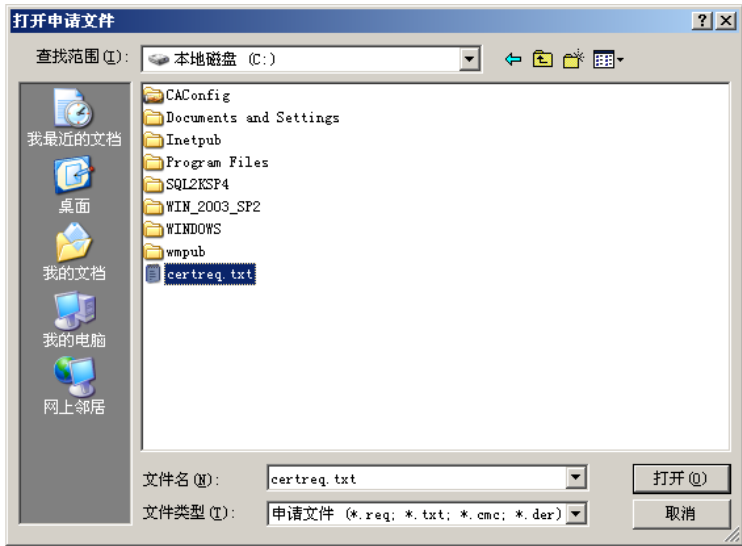 打开申请文件
查找范围(I):
本地磁盘 (C:)
我最近的文档
桌面
我的文档
我的电脑
网上邻居
CAConfig
Documents and Settings
Inetpub
Program Files
SQL2KSP4
WIN_2003_SP2
WINDOWS
wmpub
certreq.txt
文件名(N):
certreq.txt
打开(O)
文件类型(T):
申请文件 (*.req; *.txt; *.cmc; *.der)
取消